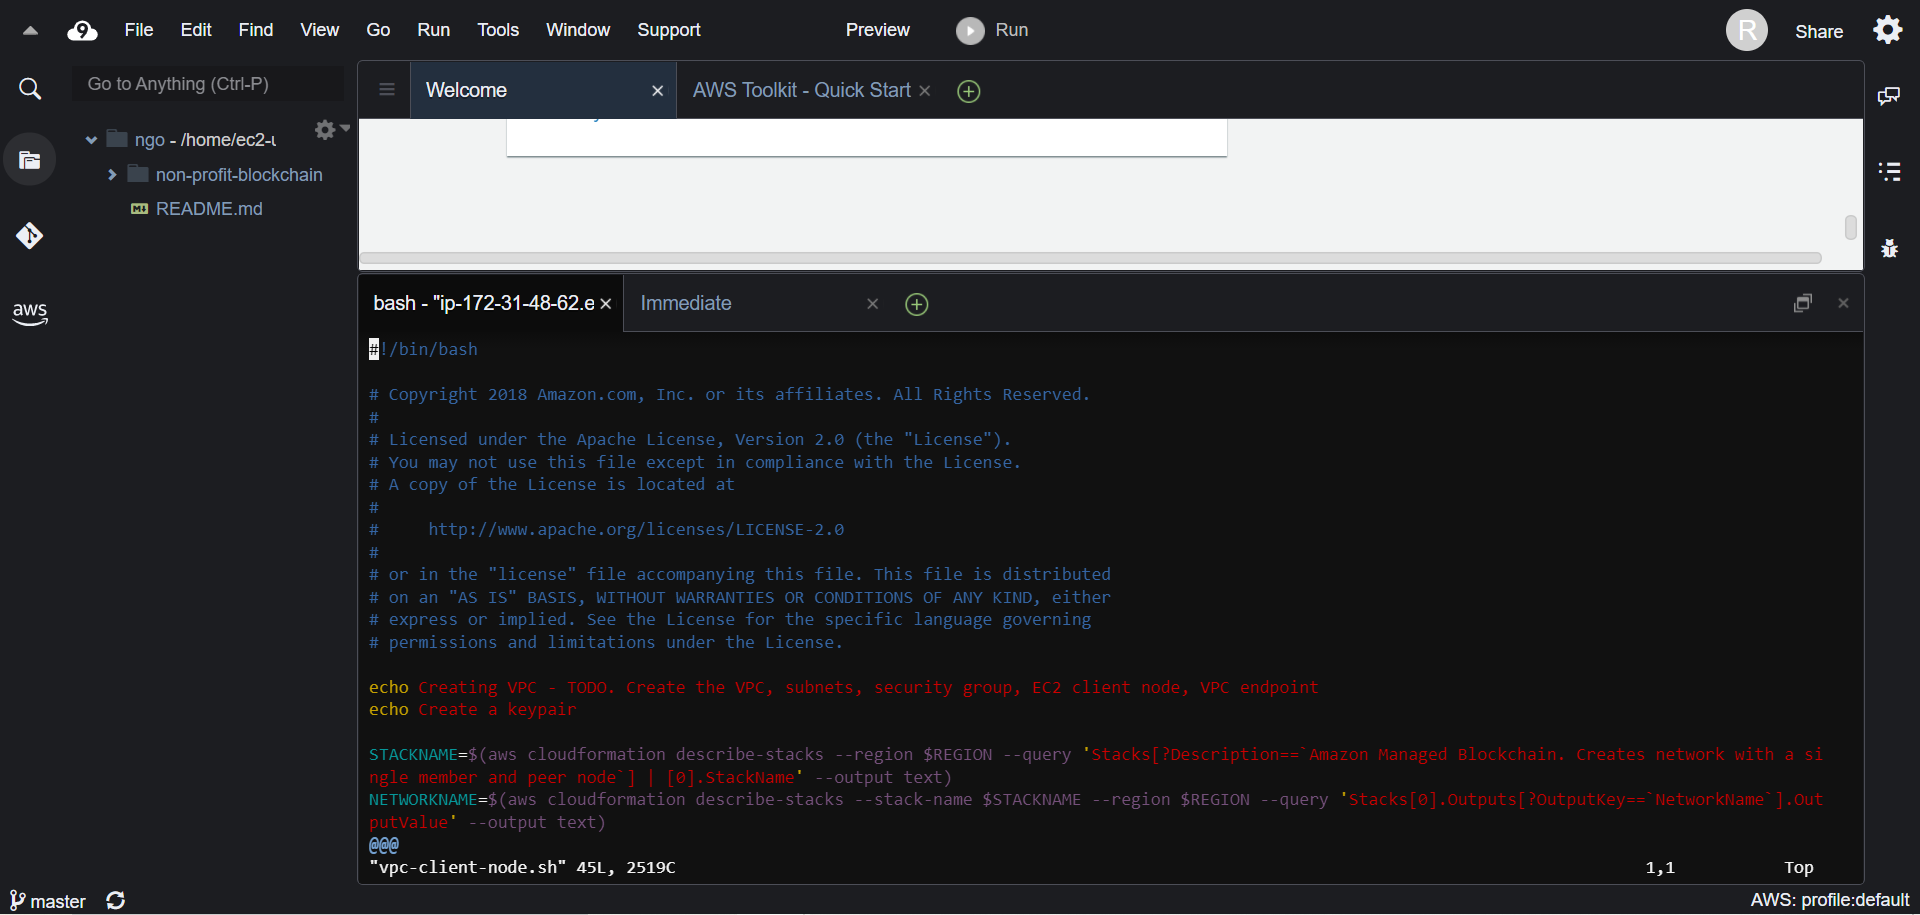 File Edit Find View Go Run Tools Window Support Preview Run R Share
Go to Anything (Ctrl-P)
Welcome
AWS Toolkit - Quick Start
ngo - /home/ec2-u
non-profit-blockchain
README.md
aws
bash - "ip-172-31-48-62.e
Immediate
#!/bin/bash
# Copyright 2018 Amazon.com, Inc. or its affiliates. All Rights Reserved.
#
# Licensed under the Apache License, Version 2.0 (the "License").
# You may not use this file except in compliance with the License.
# A copy of the License is located at
#
#     http://www.apache.org/licenses/LICENSE-2.0
#
# or in the "license" file accompanying this file. This file is distributed
# on an "AS IS" BASIS, WITHOUT WARRANTIES OR CONDITIONS OF ANY KIND, either
# express or implied. See the License for the specific language governing
# permissions and limitations under the License.
echo Creating VPC - TODO. Create the VPC, subnets, security group, EC2 client node, VPC endpoint
echo Create a keypair
STACKNAME=$(aws cloudformation describe-stacks --region $REGION --query 'Stacks[?Description==`Amazon Managed Blockchain. Creates network with a si
ngle member and peer node`] | [0].StackName' --output text)
NETWORKNAME=$(aws cloudformation describe-stacks --stack-name $STACKNAME --region $REGION --query 'Stacks[0].Outputs[?OutputKey==`NetworkName`].Out
putValue' --output text)
@@@
"vpc-client-node.sh" 45L, 2519C 1,1 Top
master
AWS: profile:default